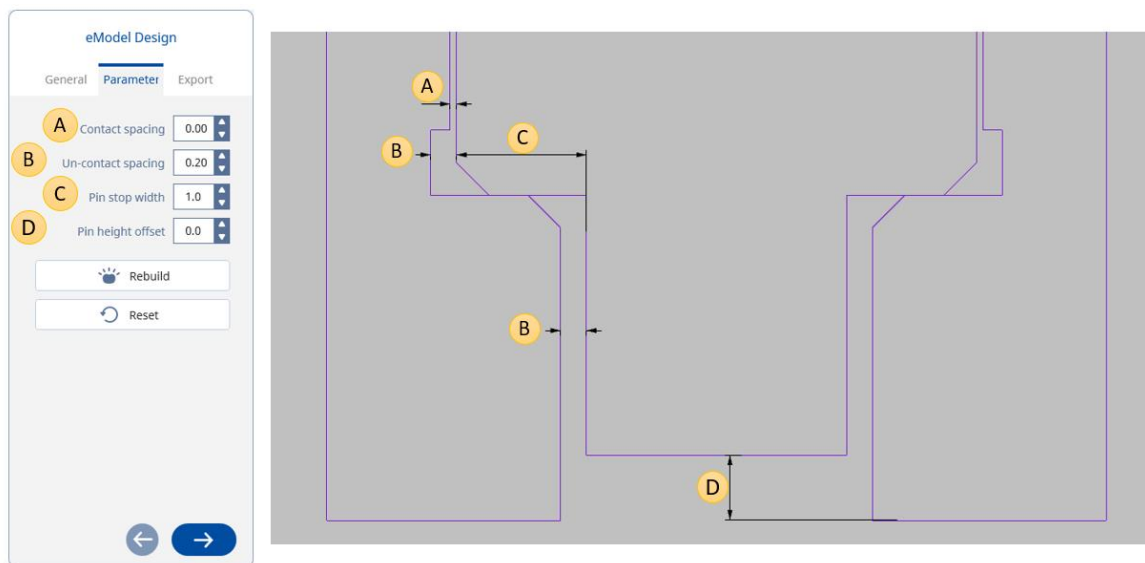 eModel Design
General Parameter Export
A Contact spacing 0.00
B Un-contact spacing 0.20
C Pin stop width 1.0
D Pin height offset 0.0
Rebuild
Reset
A
B
C
B
D